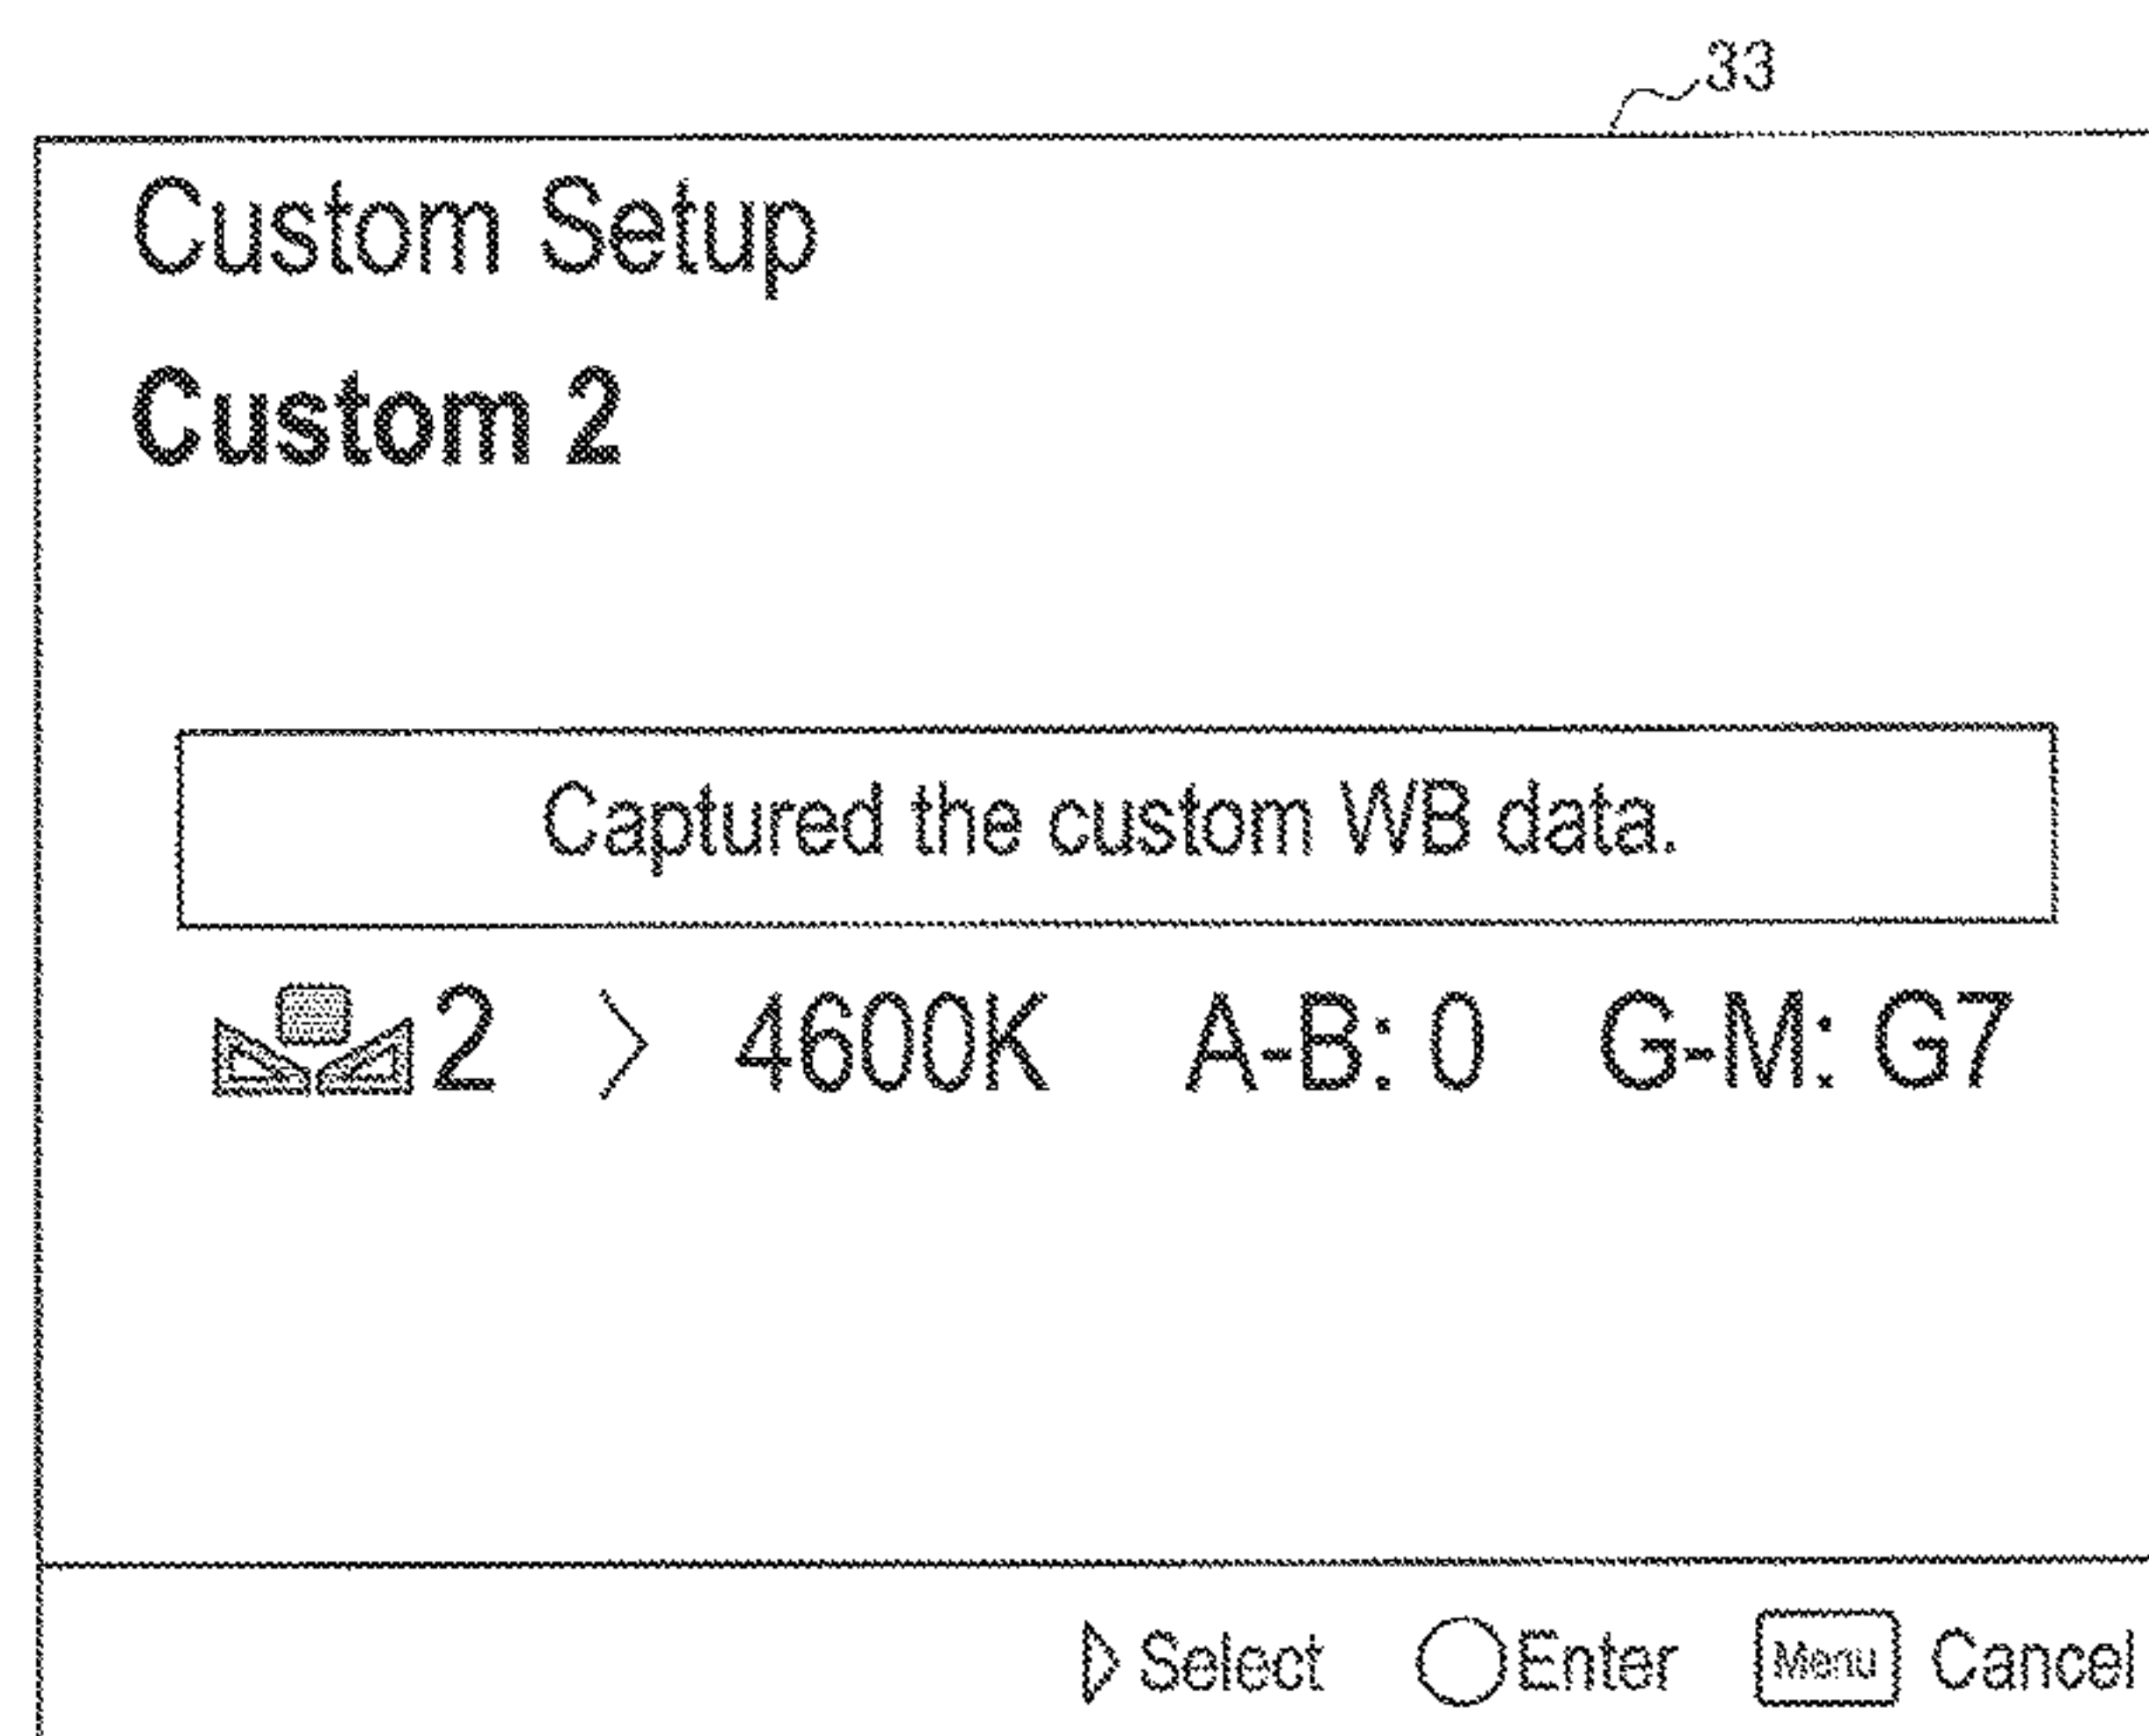 33
Custom Setup
Custom 2
Captured the custom WB data.
2 > 4600K A-B: 0 G-M: G7
Select Enter Menu Cancel